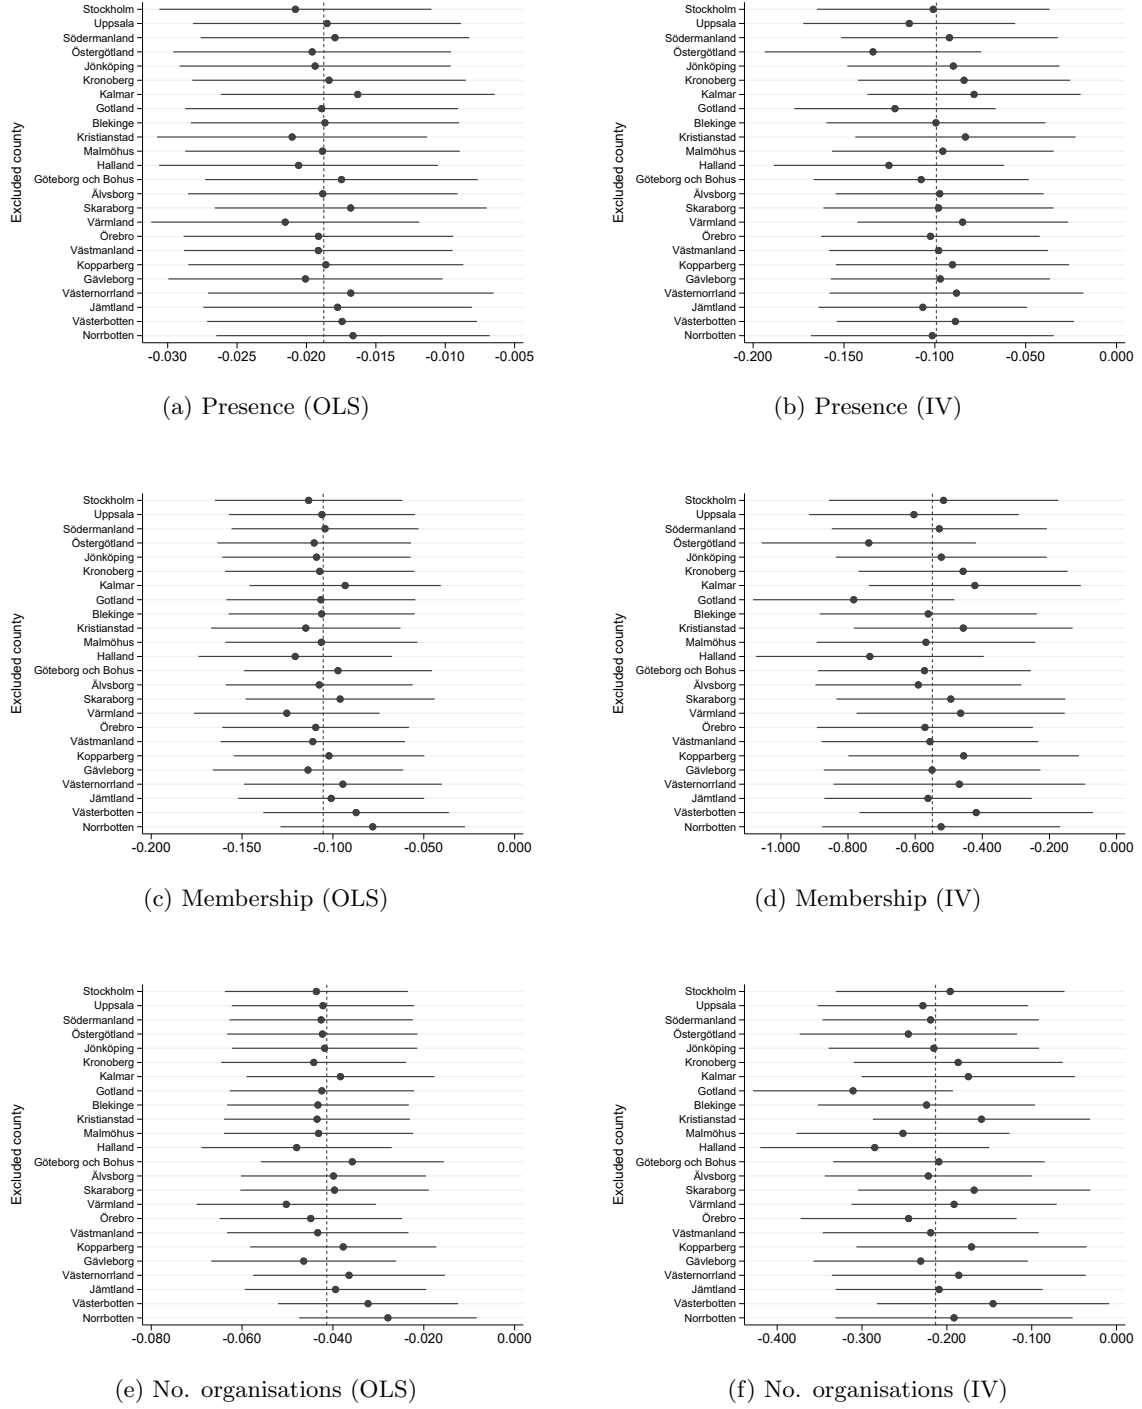 Excluded county
Stockholm
Uppsala
Södermanland
Östergötland
Jönköping
Kronoberg
Kalmar
Gotland
Blekinge
Kristianstad
Malmöhus
Halland
Göteborg och Bohus
Älvsborg
Skaraborg
Värmland
Örebro
Västmanland
Kopparberg
Gävleborg
Västernorrland
Jämtland
Västerbotten
Norrbotten
-0.030 -0.025 -0.020 -0.015 -0.010 -0.005
(a) Presence (OLS)
Excluded county
Stockholm
Uppsala
Södermanland
Östergötland
Jönköping
Kronoberg
Kalmar
Gotland
Blekinge
Kristianstad
Malmöhus
Halland
Göteborg och Bohus
Älvsborg
Skaraborg
Värmland
Örebro
Västmanland
Kopparberg
Gävleborg
Västernorrland
Jämtland
Västerbotten
Norrbotten
-0.200 -0.150 -0.100 -0.050 0.000
(b) Presence (IV)
Excluded county
Stockholm
Uppsala
Södermanland
Östergötland
Jönköping
Kronoberg
Kalmar
Gotland
Blekinge
Kristianstad
Malmöhus
Halland
Göteborg och Bohus
Älvsborg
Skaraborg
Värmland
Örebro
Västmanland
Kopparberg
Gävleborg
Västernorrland
Jämtland
Västerbotten
Norrbotten
-0.200 -0.150 -0.100 -0.050 0.000
(c) Membership (OLS)
Excluded county
Stockholm
Uppsala
Södermanland
Östergötland
Jönköping
Kronoberg
Kalmar
Gotland
Blekinge
Kristianstad
Malmöhus
Halland
Göteborg och Bohus
Älvsborg
Skaraborg
Värmland
Örebro
Västmanland
Kopparberg
Gävleborg
Västernorrland
Jämtland
Västerbotten
Norrbotten
-1.000 -0.800 -0.600 -0.400 -0.200 0.000
(d) Membership (IV)
Excluded county
Stockholm
Uppsala
Södermanland
Östergötland
Jönköping
Kronoberg
Kalmar
Gotland
Blekinge
Kristianstad
Malmöhus
Halland
Göteborg och Bohus
Älvsborg
Skaraborg
Värmland
Örebro
Västmanland
Kopparberg
Gävleborg
Västernorrland
Jämtland
Västerbotten
Norrbotten
-0.080 -0.060 -0.040 -0.020 0.000
(e) No. organisations (OLS)
Excluded county
Stockholm
Uppsala
Södermanland
Östergötland
Jönköping
Kronoberg
Kalmar
Gotland
Blekinge
Kristianstad
Malmöhus
Halland
Göteborg och Bohus
Älvsborg
Skaraborg
Värmland
Örebro
Västmanland
Kopparberg
Gävleborg
Västernorrland
Jämtland
Västerbotten
Norrbotten
-0.400 -0.300 -0.200 -0.100 0.000
(f) No. organisations (IV)